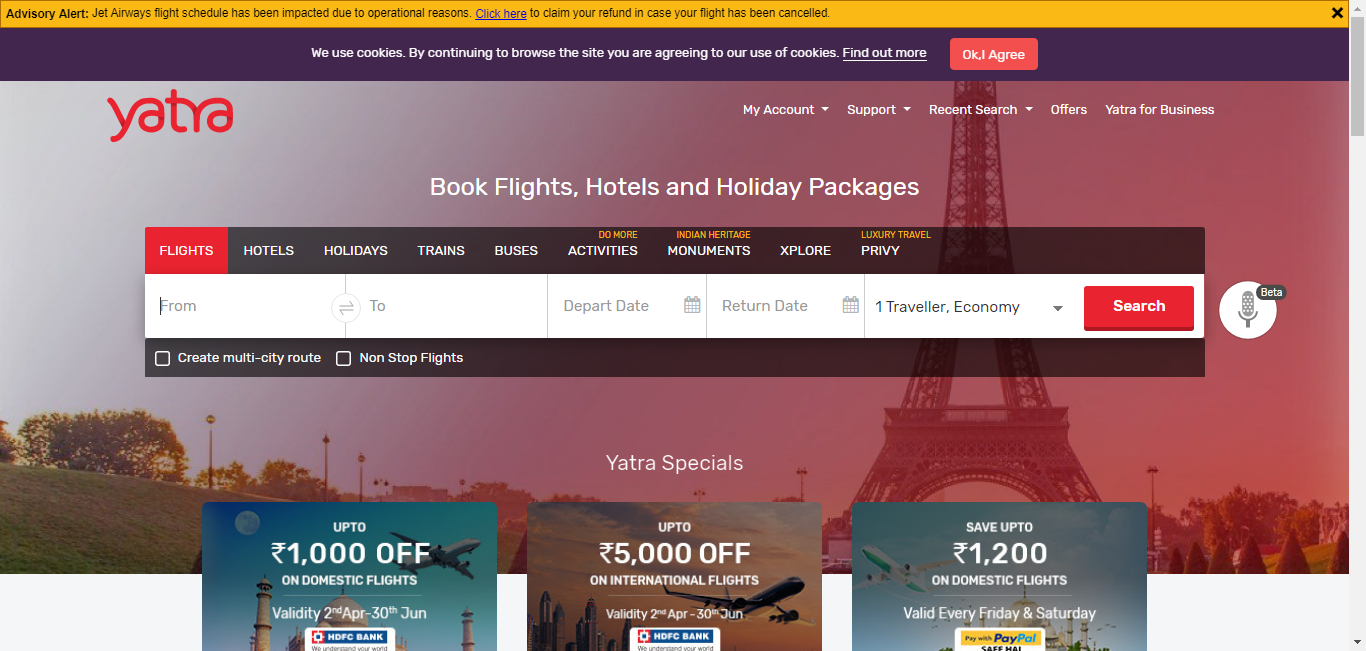 Advisory Alert: Jet Airways flight schedule has been impacted due to operational reasons. Click here to claim your refund in case your flight has been cancelled.
We use cookies. By continuing to browse the site you are agreeing to our use of cookies. Find out more
Ok,I Agree
yatra
My Account
Support
Recent Search
Offers
Yatra for Business
Book Flights, Hotels and Holiday Packages
FLIGHTS
HOTELS
HOLIDAYS
TRAINS
BUSES
DO MORE
ACTIVITIES
INDIAN HERITAGE
MONUMENTS
XPLORE
LUXURY TRAVEL
PRIVY
From
To
Depart Date
Return Date
1 Traveller, Economy
Search
Beta
Create multi-city route
Non Stop Flights
Yatra Specials
UPTO
₹1,000 OFF
ON DOMESTIC FLIGHTS
Validity 2nd Apr-30th Jun
HDFC BANK
We understand your world
UPTO
₹5,000 OFF
ON INTERNATIONAL FLIGHTS
Validity 2nd Apr - 30th Jun
HDFC BANK
We understand your world
SAVE UPTO
₹1,200
ON DOMESTIC FLIGHTS
Valid Every Friday & Saturday
Pay with PayPal
SAFE HAI